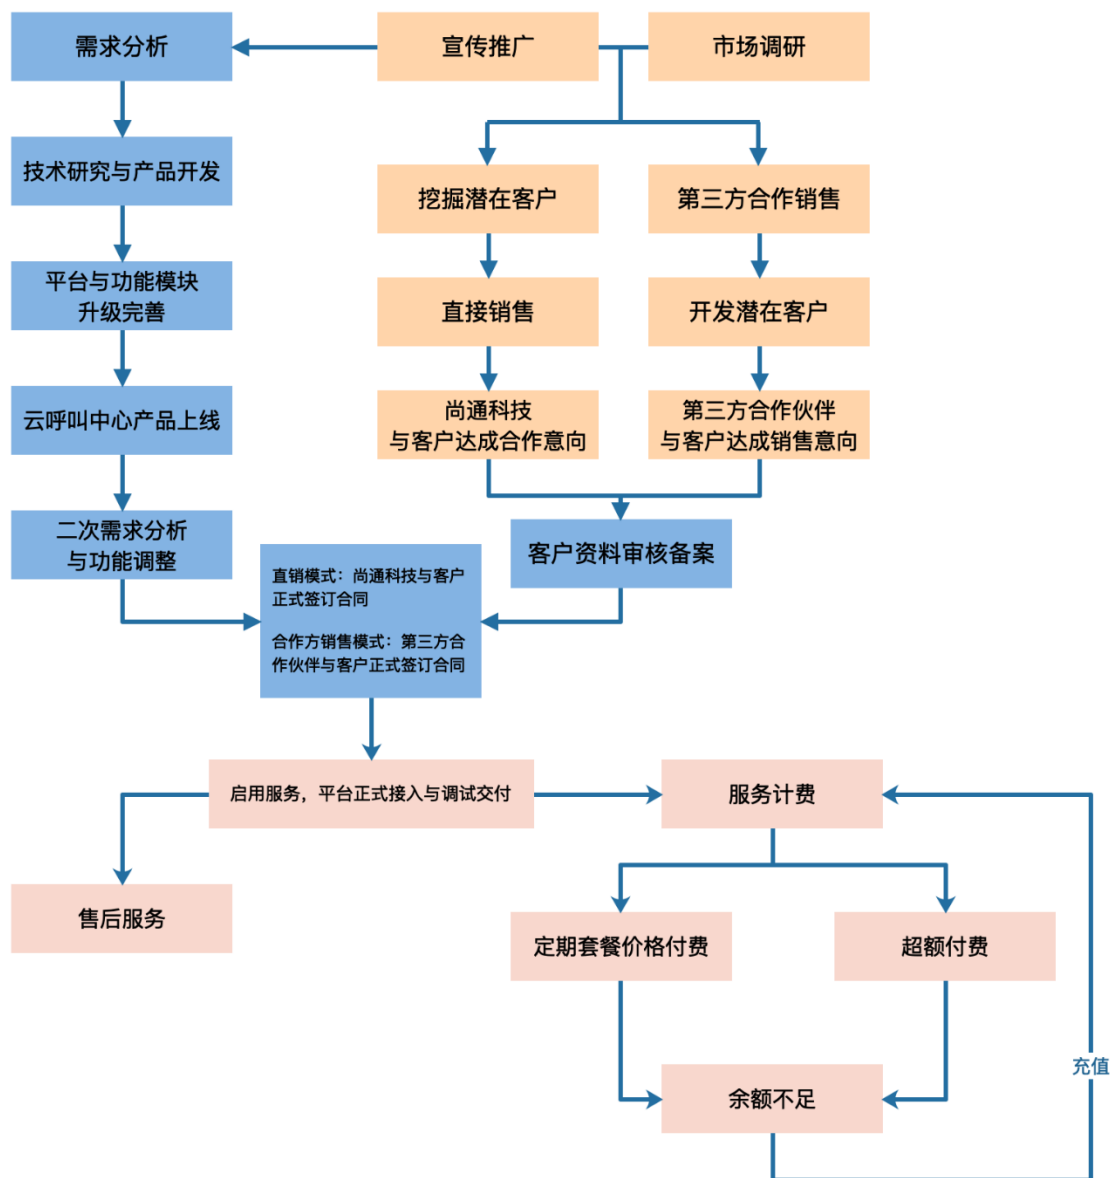 需求分析
宣传推广
市场调研
技术研究与产品开发
挖掘潜在客户
第三方合作销售
平台与功能模块
升级完善
直接销售
开发潜在客户
云呼叫中心产品上线
尚通科技
与客户达成合作意向
第三方合作伙伴
与客户达成销售意向
二次需求分析
与功能调整
客户资料审核备案
直销模式：尚通科技与客户
正式签订合同
合作方销售模式：第三方合
作伙伴与客户正式签订合同
启用服务，平台正式接入与调试交付
服务计费
售后服务
定期套餐价格付费
超额付费
充值
余额不足